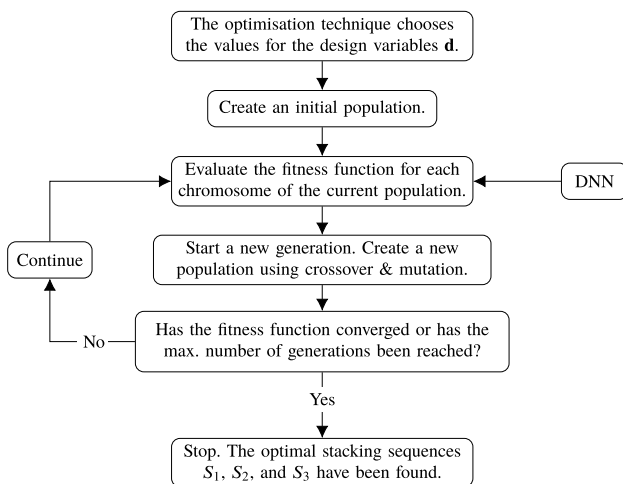 The optimisation technique chooses
the values for the design variables d.
Create an initial population.
Evaluate the fitness function for each
chromosome of the current population.
DNN
Start a new generation. Create a new
population using crossover & mutation.
Continue
Has the fitness function converged or has the
max. number of generations been reached?
No
Yes
Stop. The optimal stacking sequences
S₁, S₂, and S₃ have been found.